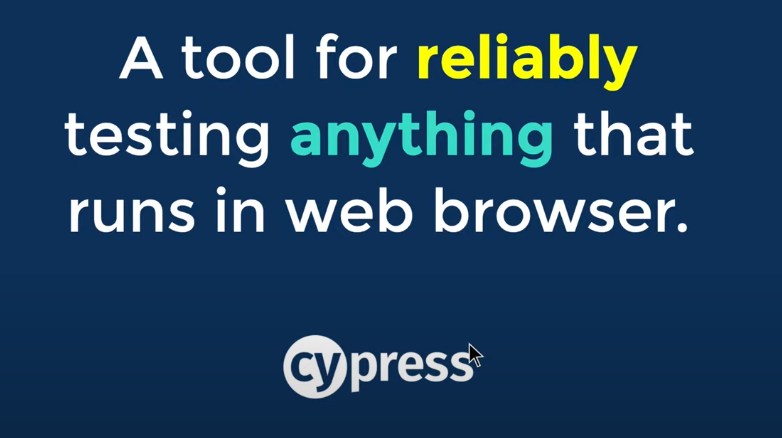 A tool for reliably
testing anything that
runs in web browser.
cypress